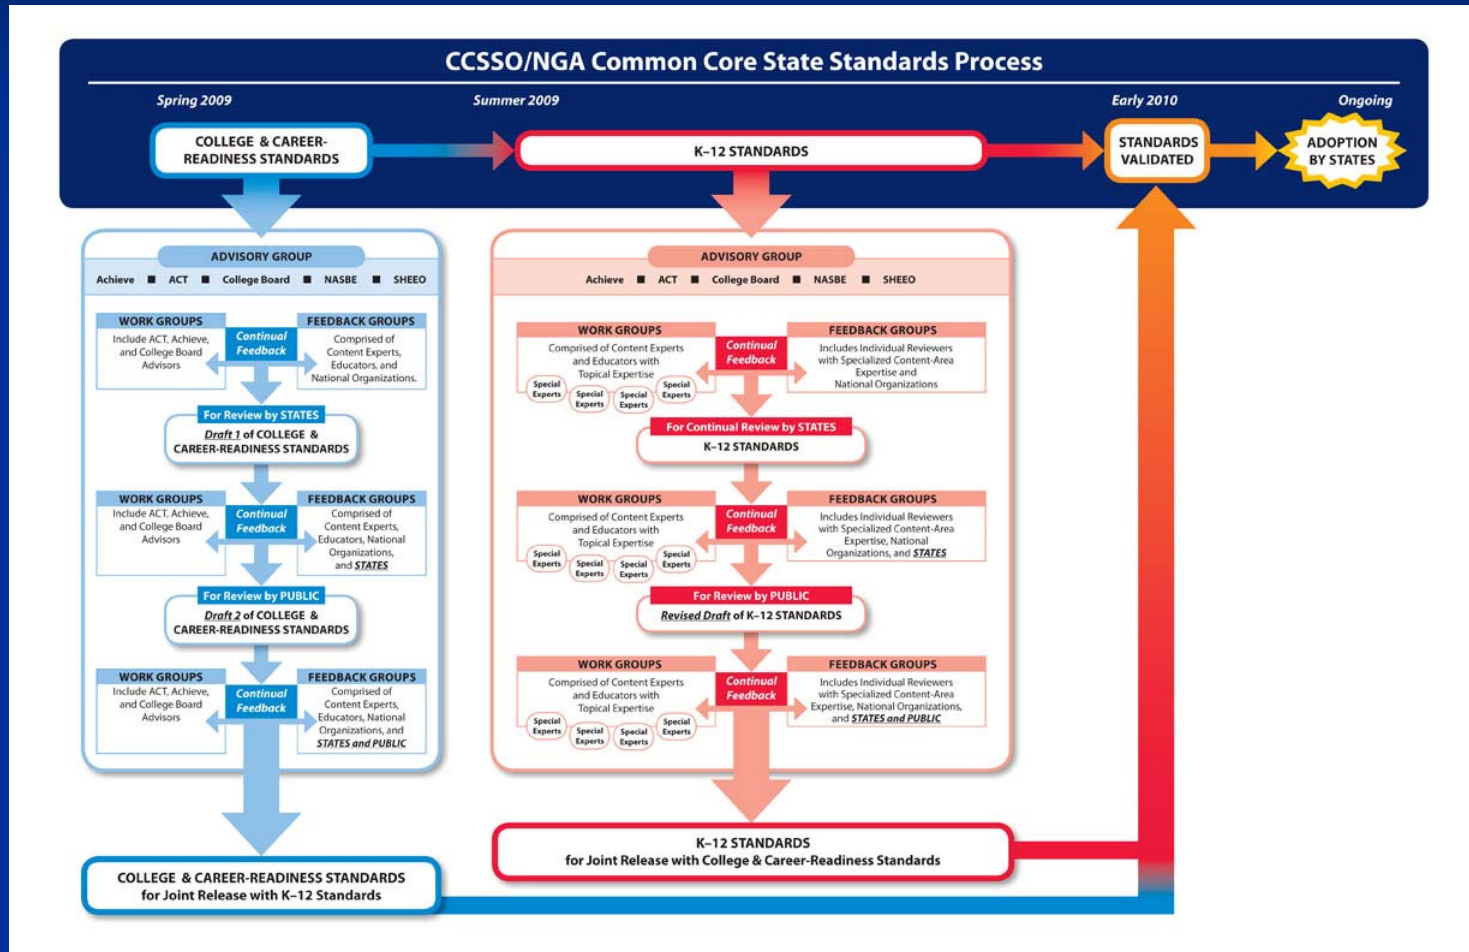 CCSSO/NGA Common Core State Standards Process
Spring 2009
Summer 2009
Early 2010
Ongoing
COLLEGE & CAREER-
READINESS STANDARDS
K–12 STANDARDS
STANDARDS
VALIDATED
ADOPTION
BY STATES
ADVISORY GROUP
Achieve ■ ACT ■ College Board ■ NASBE ■ SHEEO
WORK GROUPS
Include ACT, Achieve,
and College Board
Advisors
Continual
Feedback
FEEDBACK GROUPS
Comprised of
Content Experts,
Educators, and
National Organizations.
For Review by STATES
Draft 1 of COLLEGE &
CAREER-READINESS STANDARDS
WORK GROUPS
Include ACT, Achieve,
and College Board
Advisors
Continual
Feedback
FEEDBACK GROUPS
Comprised of
Content Experts,
Educators, National
Organizations,
and STATES
For Review by PUBLIC
Draft 2 of COLLEGE &
CAREER-READINESS STANDARDS
WORK GROUPS
Include ACT, Achieve,
and College Board
Advisors
Continual
Feedback
FEEDBACK GROUPS
Comprised of
Content Experts,
Educators, National
Organizations, and
STATES and PUBLIC
COLLEGE & CAREER-READINESS STANDARDS
for Joint Release with K–12 Standards
ADVISORY GROUP
Achieve ■ ACT ■ College Board ■ NASBE ■ SHEEO
WORK GROUPS
Comprised of Content Experts
and Educators with
Topical Expertise
Special
Experts
Special
Experts
Special
Experts
Special
Experts
Continual
Feedback
FEEDBACK GROUPS
Includes Individual Reviewers
with Specialized Content-Area
Expertise and
National Organizations
For Continual Review by STATES
K–12 STANDARDS
WORK GROUPS
Comprised of Content Experts
and Educators with
Topical Expertise
Special
Experts
Special
Experts
Special
Experts
Special
Experts
Continual
Feedback
FEEDBACK GROUPS
Includes Individual Reviewers
with Specialized Content-Area
Expertise, National
Organizations, and STATES
For Review by PUBLIC
Revised Draft of K–12 STANDARDS
WORK GROUPS
Comprised of Content Experts
and Educators with
Topical Expertise
Special
Experts
Special
Experts
Special
Experts
Special
Experts
Continual
Feedback
FEEDBACK GROUPS
Includes Individual Reviewers
with Specialized Content-Area
Expertise, National Organizations,
and STATES and PUBLIC
K–12 STANDARDS
for Joint Release with College & Career-Readiness Standards